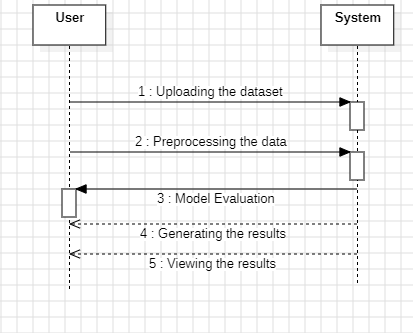 User
System
1 : Uploading the dataset
2 : Preprocessing the data
3 : Model Evaluation
4 : Generating the results
5 : Viewing the results